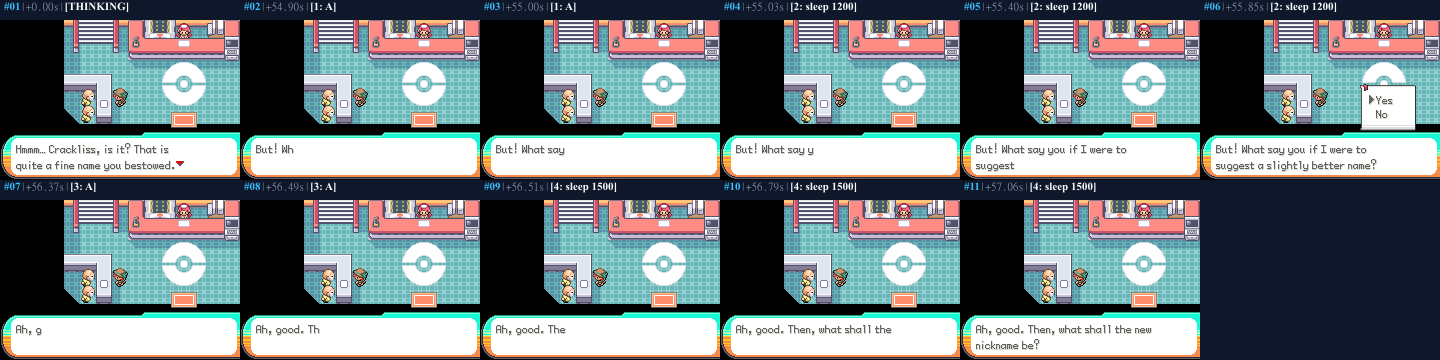 #01|+0.00s|[THINKING]
Hmmm... Crackliss, is it? That is
quite a fine name you bestowed.
#02|+54.90s|[1: A]
But! Wh
#03|+55.00s|[1: A]
But! What say
#04|+55.03s|[2: sleep 1200]
But! What say y
#05|+55.40s|[2: sleep 1200]
But! What say you if I were to
suggest
#06|+55.85s|[2: sleep 1200]
Yes
No
But! What say you if I were to
suggest a slightly better name?
#07|+56.37s|[3: A]
Ah, g
#08|+56.49s|[3: A]
Ah, good. Th
#09|+56.51s|[4: sleep 1500]
Ah, good. The
#10|+56.79s|[4: sleep 1500]
Ah, good. Then, what shall the
#11|+57.06s|[4: sleep 1500]
Ah, good. Then, what shall the new
nickname be?